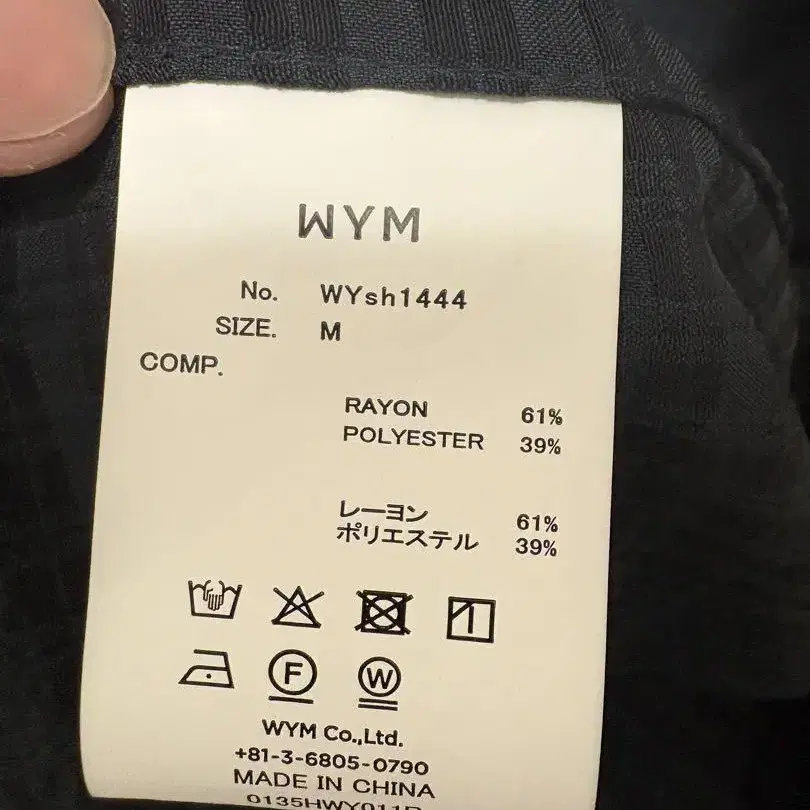 WYM
No. WYsh1444
SIZE. M
COMP.
RAYON 61%
POLYESTER 39%
レーヨン 61%
ポリエステル 39%
F W
WYM Co.,Ltd.
+81-3-6805-0790
MADE IN CHINA